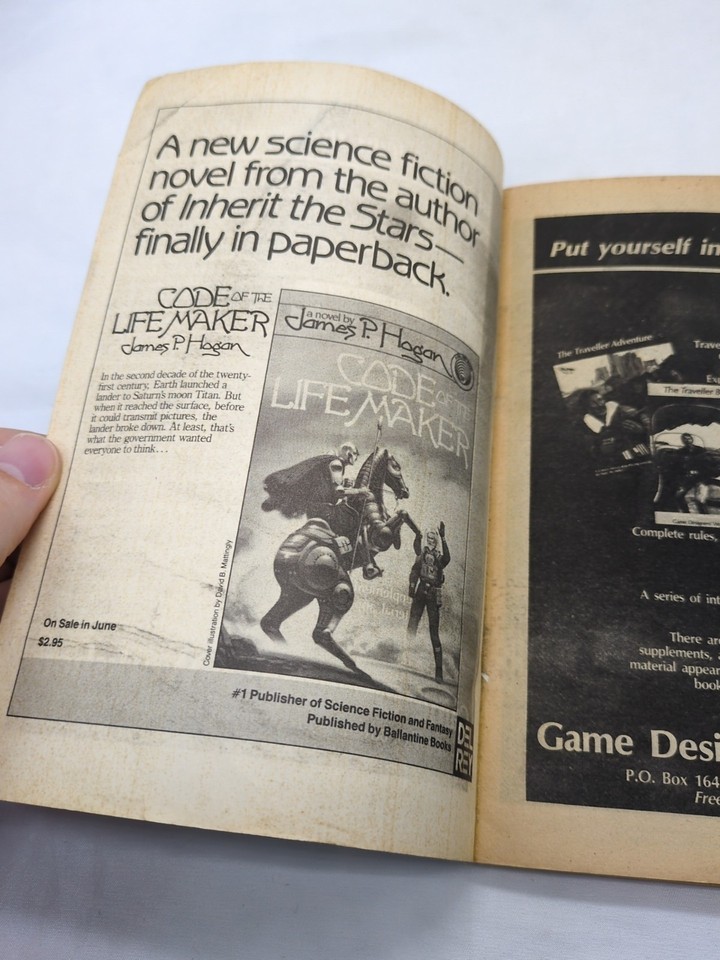 A new science fiction
novel from the author
of Inherit the Stars—
finally in paperback.
CODE OF THE
LIFE MAKER
James P. Hogan
In the second decade of the twenty-
first century, Earth launched a
lander to Saturn's moon Titan. But
when it reached the surface, before
it could transmit pictures, the
lander broke down. At least, that's
what the government wanted
everyone to think...
a novel by
James P. Hogan
CODE OF
LIFE MAKER
Cover illustration by David B. Mattingly
On Sale in June
$2.95
#1 Publisher of Science Fiction and Fantasy
Published by Ballantine Books
DEL
REY
Put yourself in
The Traveller Adventure
Trave
Ev
The Traveller
Complete rules,
A series of int
There are
supplements, a
material appear
book
Game Desi
P.O. Box 164
Free